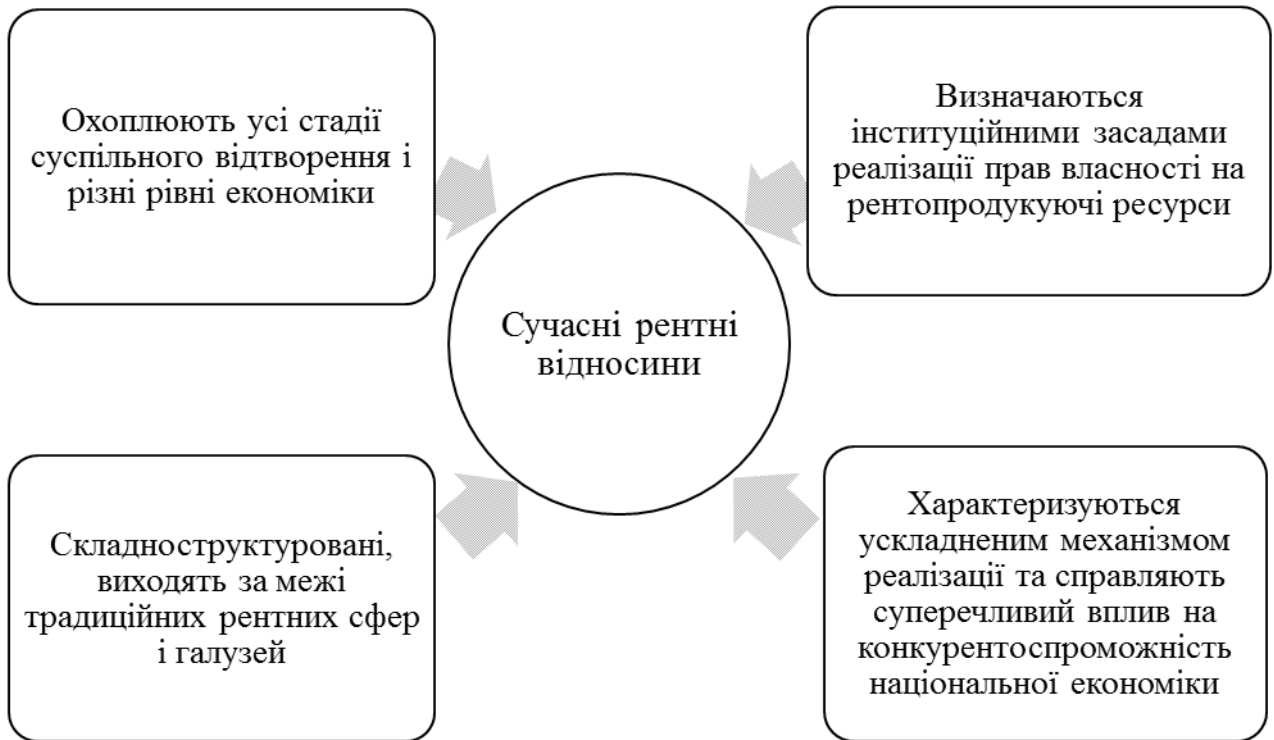 Охоплюють усі стадії
суспільного відтворення і
різні рівні економіки
Визначаються
інституційними засадами
реалізації прав власності на
рентопродукуючі ресурси
Сучасні рентні
відносини
Складноструктуровані,
виходять за межі
традиційних рентних сфер
і галузей
Характеризуються
ускладненим механізмом
реалізації та справляють
суперечливий вплив на
конкурентоспроможність
національної економіки